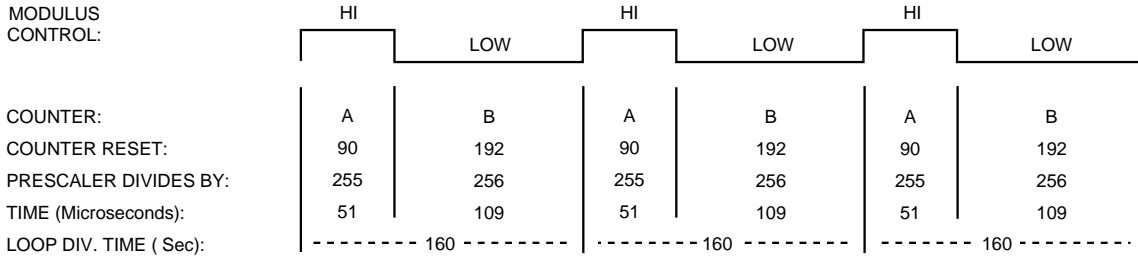 MODULUS CONTROL: HI LOW HI LOW HI LOW
COUNTER: A B A B A B
COUNTER RESET: 90 192 90 192 90 192
PRESCALER DIVIDES BY: 255 256 255 256 255 256
TIME (Microseconds): 51 109 51 109 51 109
LOOP DIV. TIME ( Sec): 160 160 160